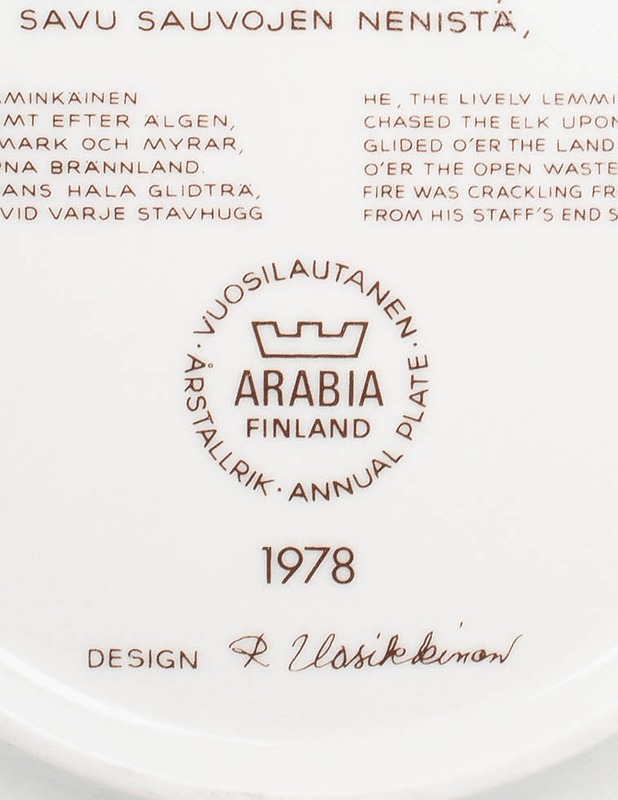 SAVU SAUVOJEN NENISTÄ,
MINKÄINEN
MT EFTER ÄLGEN,
MARK OCH MYRAR,
NA BRÄNNLAND.
ANS HALA GLIDTRÄ,
VID VARJE STAVHUGG
HE, THE LIVELY LEMMI
CHASED THE ELK UPON
GLIDED O'ER THE LAND
O'ER THE OPEN WASTE
FIRE WAS CRACKLING FR
FROM HIS STAFF'S END S
VUOSILAUTANEN · ÅRSTALLRIK · ANNUAL PLATE ·
ARABIA
FINLAND
1978
DESIGN R Uosikkinen